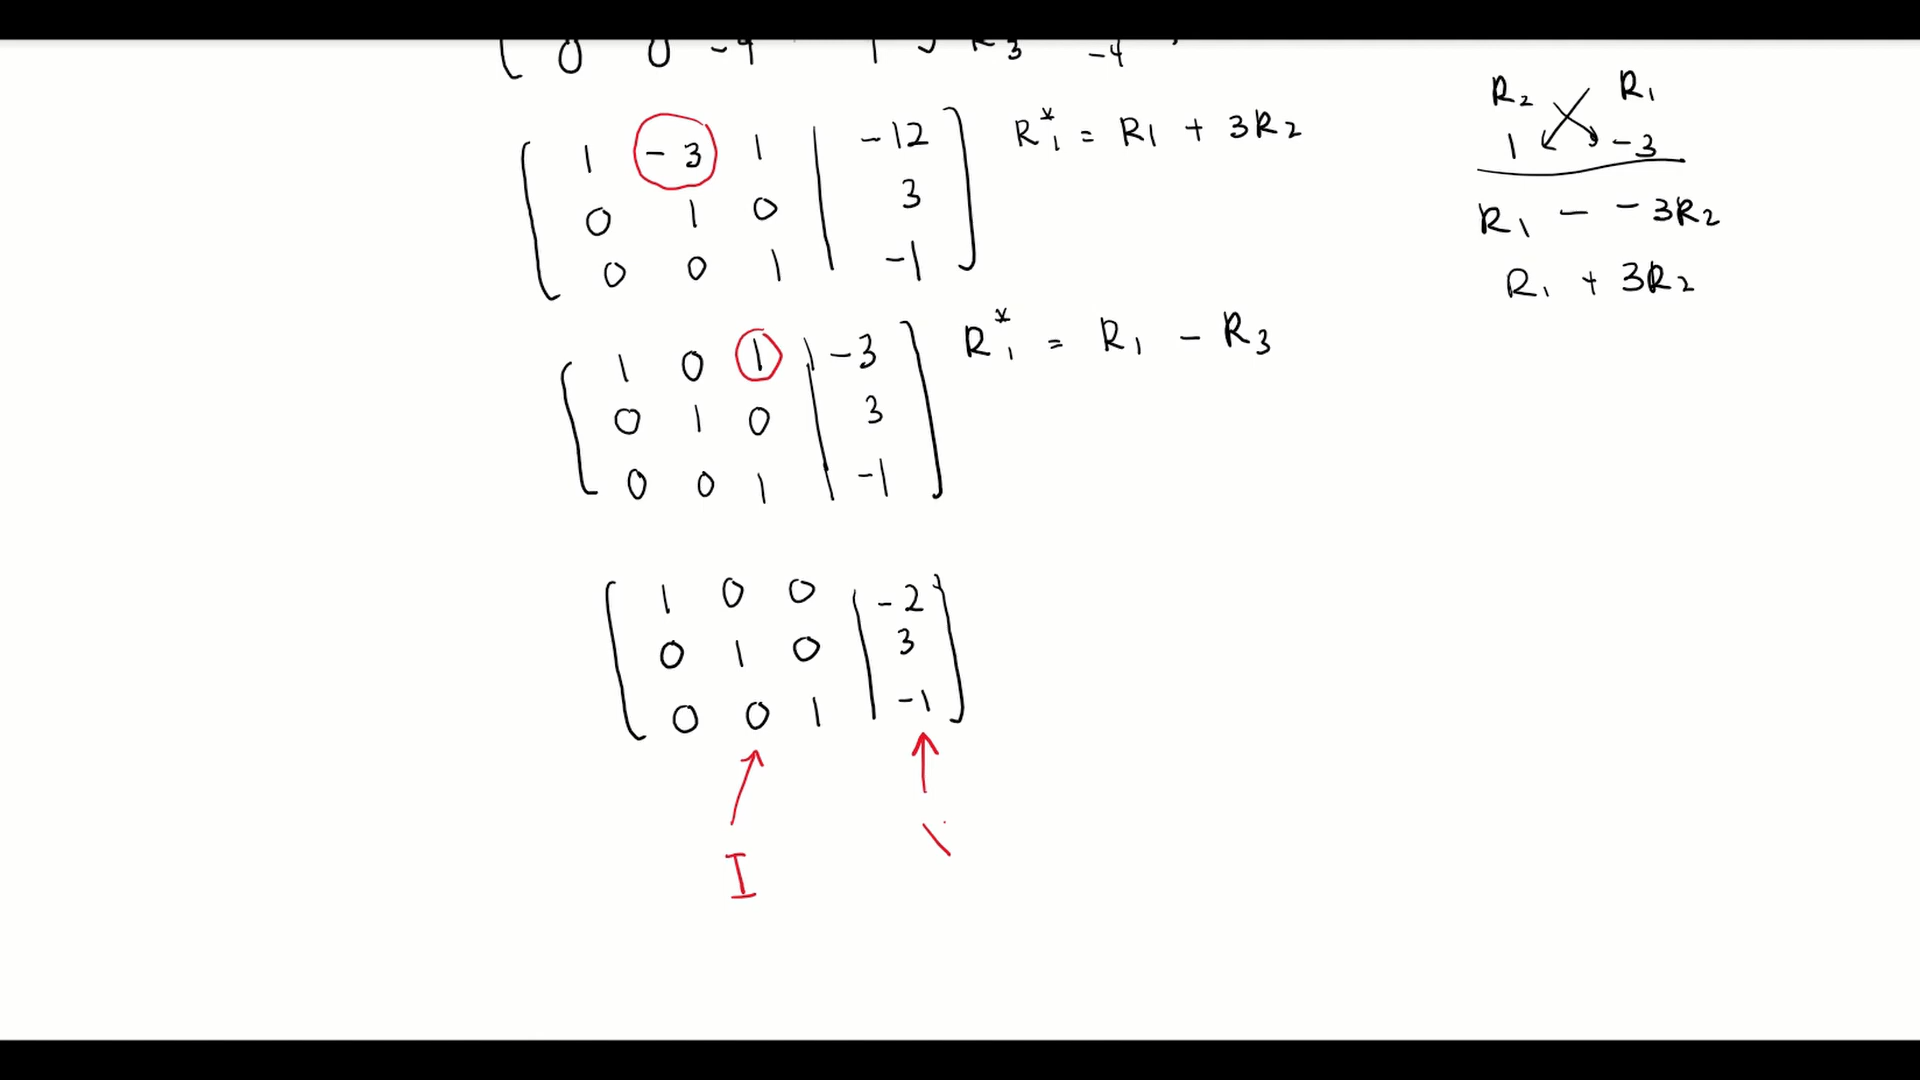 [ 1 -3 1 | -12 ] R₁* = R₁ + 3R₂
[ 0 1 0 | 3 ]
[ 0 0 1 | -1 ]
[ 1 0 1 | -3 ] R₁* = R₁ - R₃
[ 0 1 0 | 3 ]
[ 0 0 1 | -1 ]
[ 1 0 0 | -2 ]
[ 0 1 0 | 3 ]
[ 0 0 1 | -1 ]
I
R₂ R₁
1 -3
R₁ - -3R₂
R₁ + 3R₂